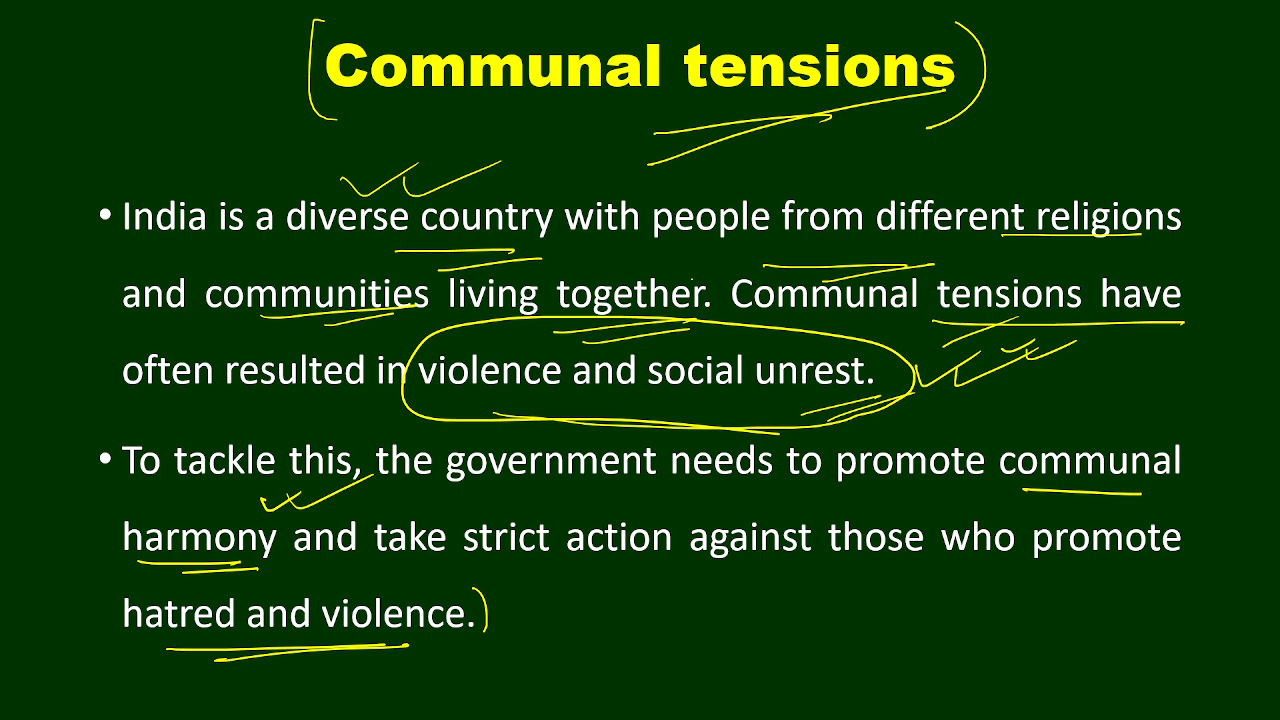 Communal tensions
• India is a diverse country with people from different religions
and communities living together. Communal tensions have
often resulted in violence and social unrest.
• To tackle this, the government needs to promote communal
harmony and take strict action against those who promote
hatred and violence.